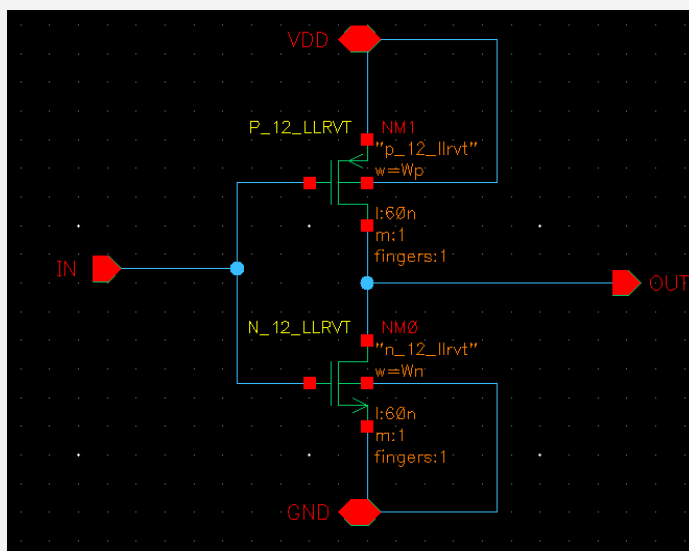 VDD
P_12_LLRVT NM1
"p_12_llrvt"
w=Wp
l:60n
m:1
fingers:1
IN
OUT
N_12_LLRVT NM0
"n_12_llrvt"
w=Wn
l:60n
m:1
fingers:1
GND